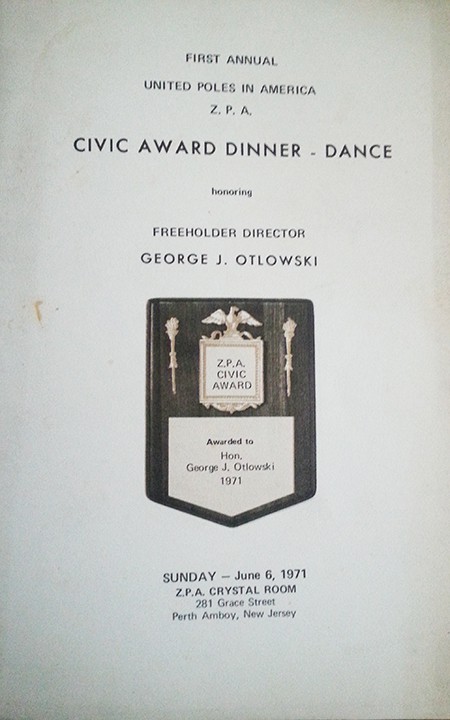 FIRST ANNUAL
UNITED POLES IN AMERICA
Z. P. A.
CIVIC AWARD DINNER - DANCE
honoring
FREEHOLDER DIRECTOR
GEORGE J. OTLOWSKI
Z.P.A.
CIVIC
AWARD
Awarded to
Hon.
George J. Otlowski
1971
SUNDAY — June 6, 1971
Z.P.A. CRYSTAL ROOM
281 Grace Street
Perth Amboy, New Jersey